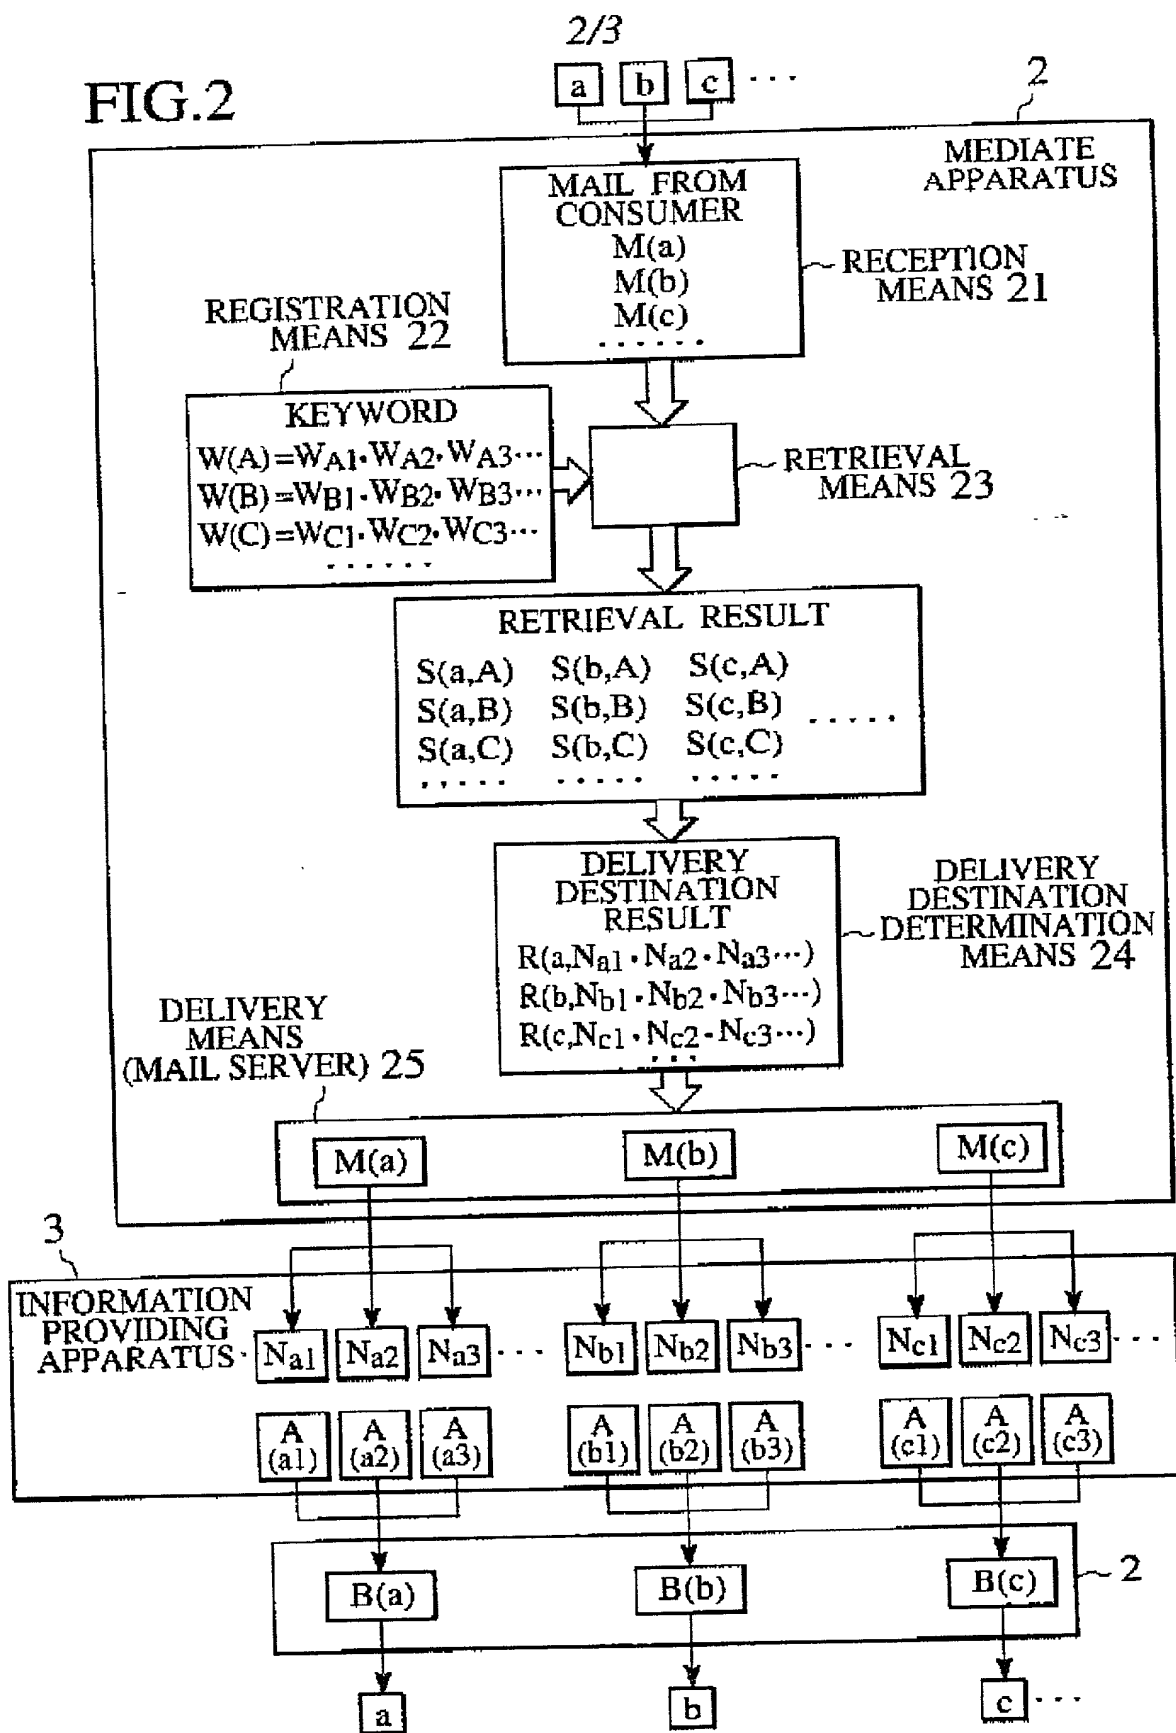 2/3
FIG.2
a b c ...
2
MEDIATE
APPARATUS
MAIL FROM
CONSUMER
M(a)
M(b)
M(c)
......
RECEPTION
MEANS 21
REGISTRATION
MEANS 22
KEYWORD
W(A)=WA1·WA2·WA3...
W(B)=WB1·WB2·WB3...
W(C)=WC1·WC2·WC3...
......
RETRIEVAL
MEANS 23
RETRIEVAL RESULT
S(a,A) S(b,A) S(c,A)
S(a,B) S(b,B) S(c,B) .....
S(a,C) S(b,C) S(c,C)
..... ..... .....
DELIVERY
DESTINATION
RESULT
R(a,Na1·Na2·Na3...)
R(b,Nb1·Nb2·Nb3...)
R(c,Nc1·Nc2·Nc3...)
...
DELIVERY
DESTINATION
DETERMINATION
MEANS 24
DELIVERY
MEANS
(MAIL SERVER) 25
M(a) M(b) M(c)
3
INFORMATION
PROVIDING
APPARATUS
Na1 Na2 Na3 ... Nb1 Nb2 Nb3 ... Nc1 Nc2 Nc3 ...
A A A A A A A A A
(a1) (a2) (a3) (b1) (b2) (b3) (c1) (c2) (c3)
B(a) B(b) B(c)
2
a b c ...